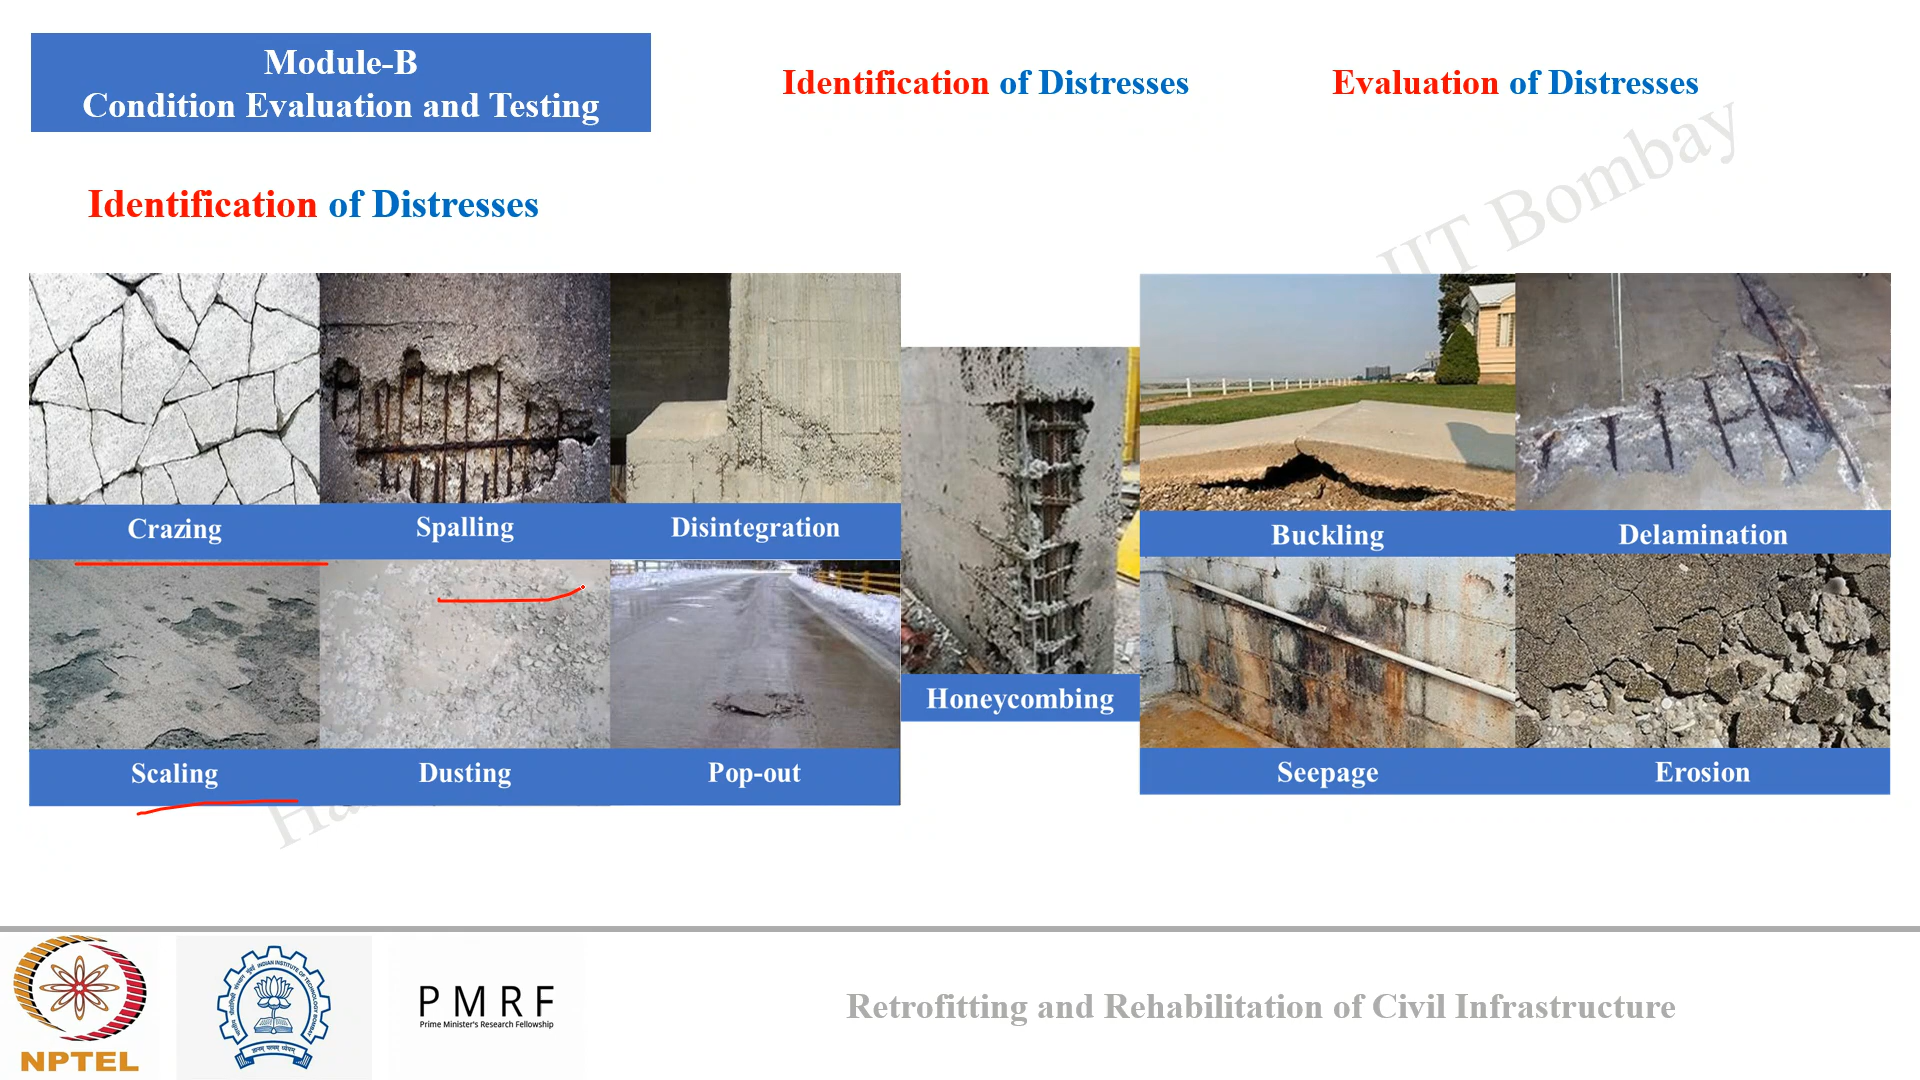 Module-B
Condition Evaluation and Testing
Identification of Distresses
Evaluation of Distresses
IIT Bombay
Identification of Distresses
Crazing
Spalling
Disintegration
Honeycombing
Buckling
Delamination
Scaling
Dusting
Pop-out
Seepage
Erosion
NPTEL
PMRF
Prime Minister's Research Fellowship
Retrofitting and Rehabilitation of Civil Infrastructure